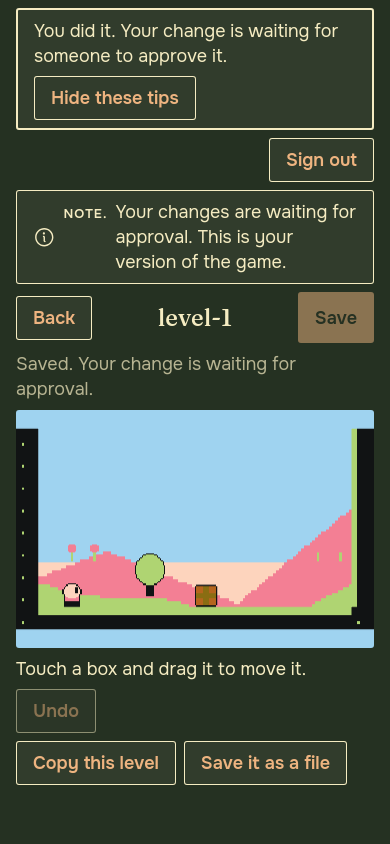 You did it. Your change is waiting for
someone to approve it.
Hide these tips
Sign out
NOTE. Your changes are waiting for
approval. This is your
version of the game.
Back
level-1
Save
Saved. Your change is waiting for
approval.
Touch a box and drag it to move it.
Undo
Copy this level
Save it as a file